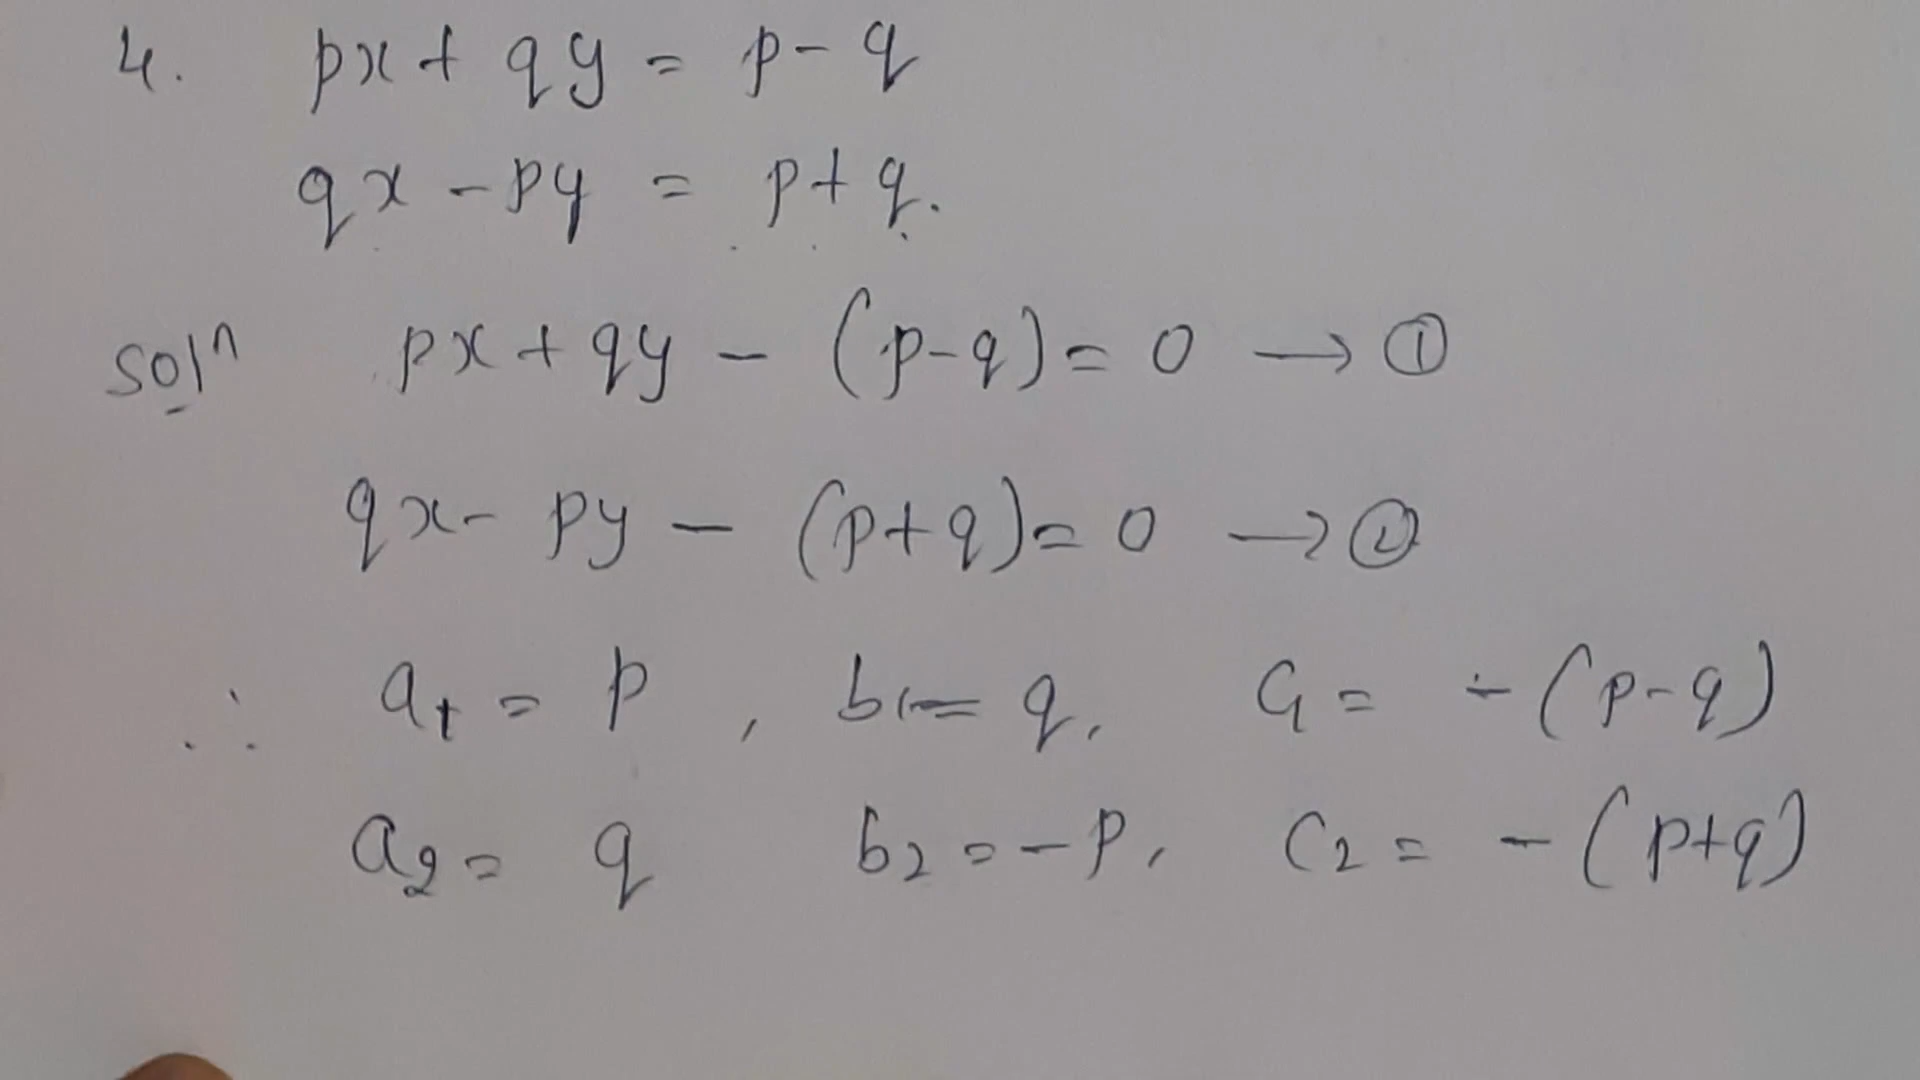 4. px + qy = p - q
qx - py = p + q.
Soln px + qy - (p-q) = 0 → ①
qx - py - (p+q) = 0 → ②
∴ a1 = p, b1 = q, c1 = -(p-q)
a2 = q b2 = -p, c2 = -(p+q)